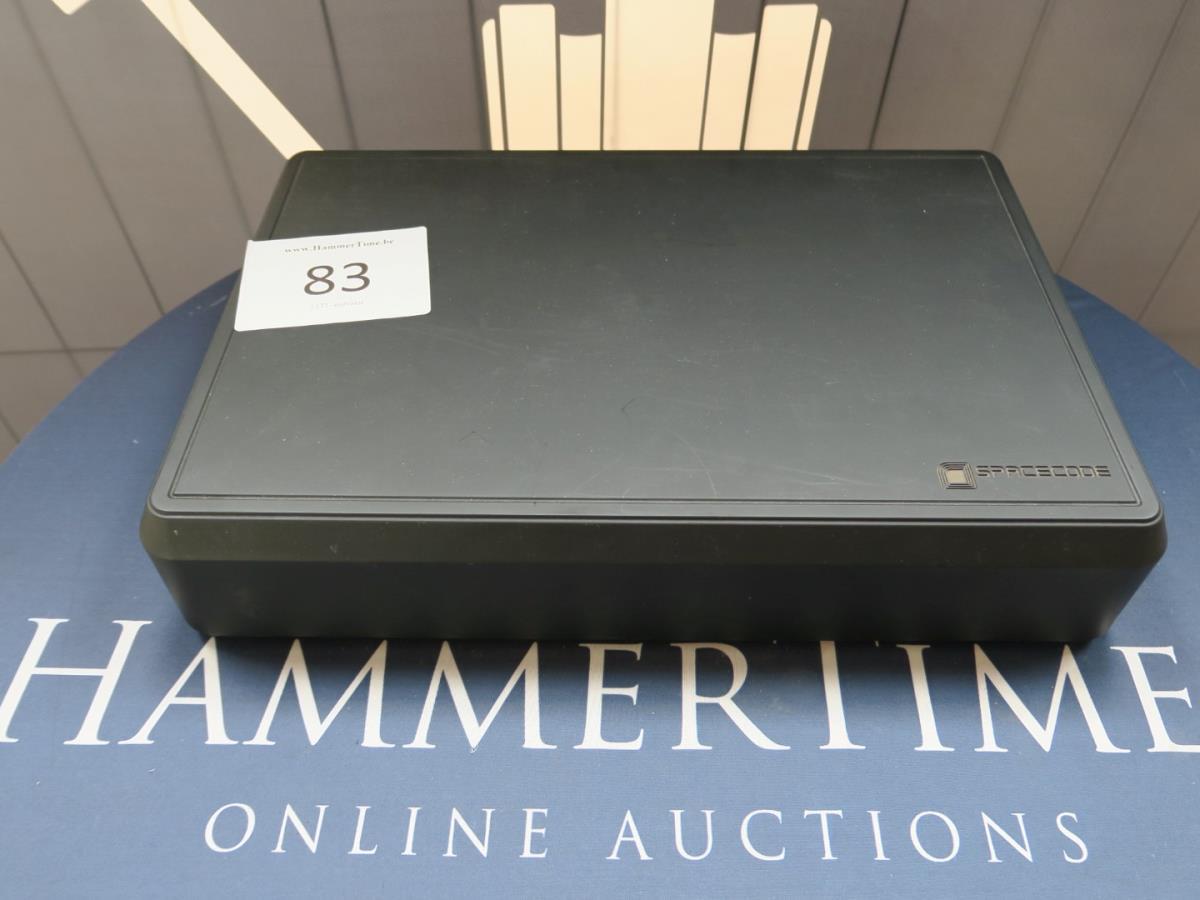 www.HammerTime.be
83
SPACECODE
HAMMERTIME
ONLINE AUCTIONS